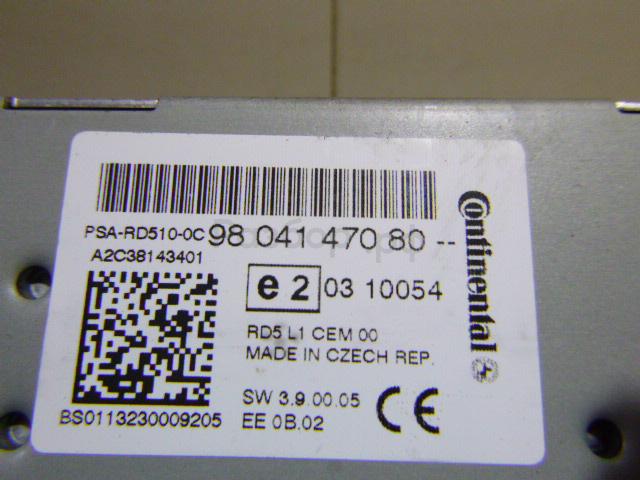 PSA-RD510-0C 98 041 470 80 --
A2C38143401
e 2 03 10054
RD5 L1 CEM 00
MADE IN CZECH REP.
SW 3.9.00.05
EE 0B.02
CE
BS0113230009205
Continental